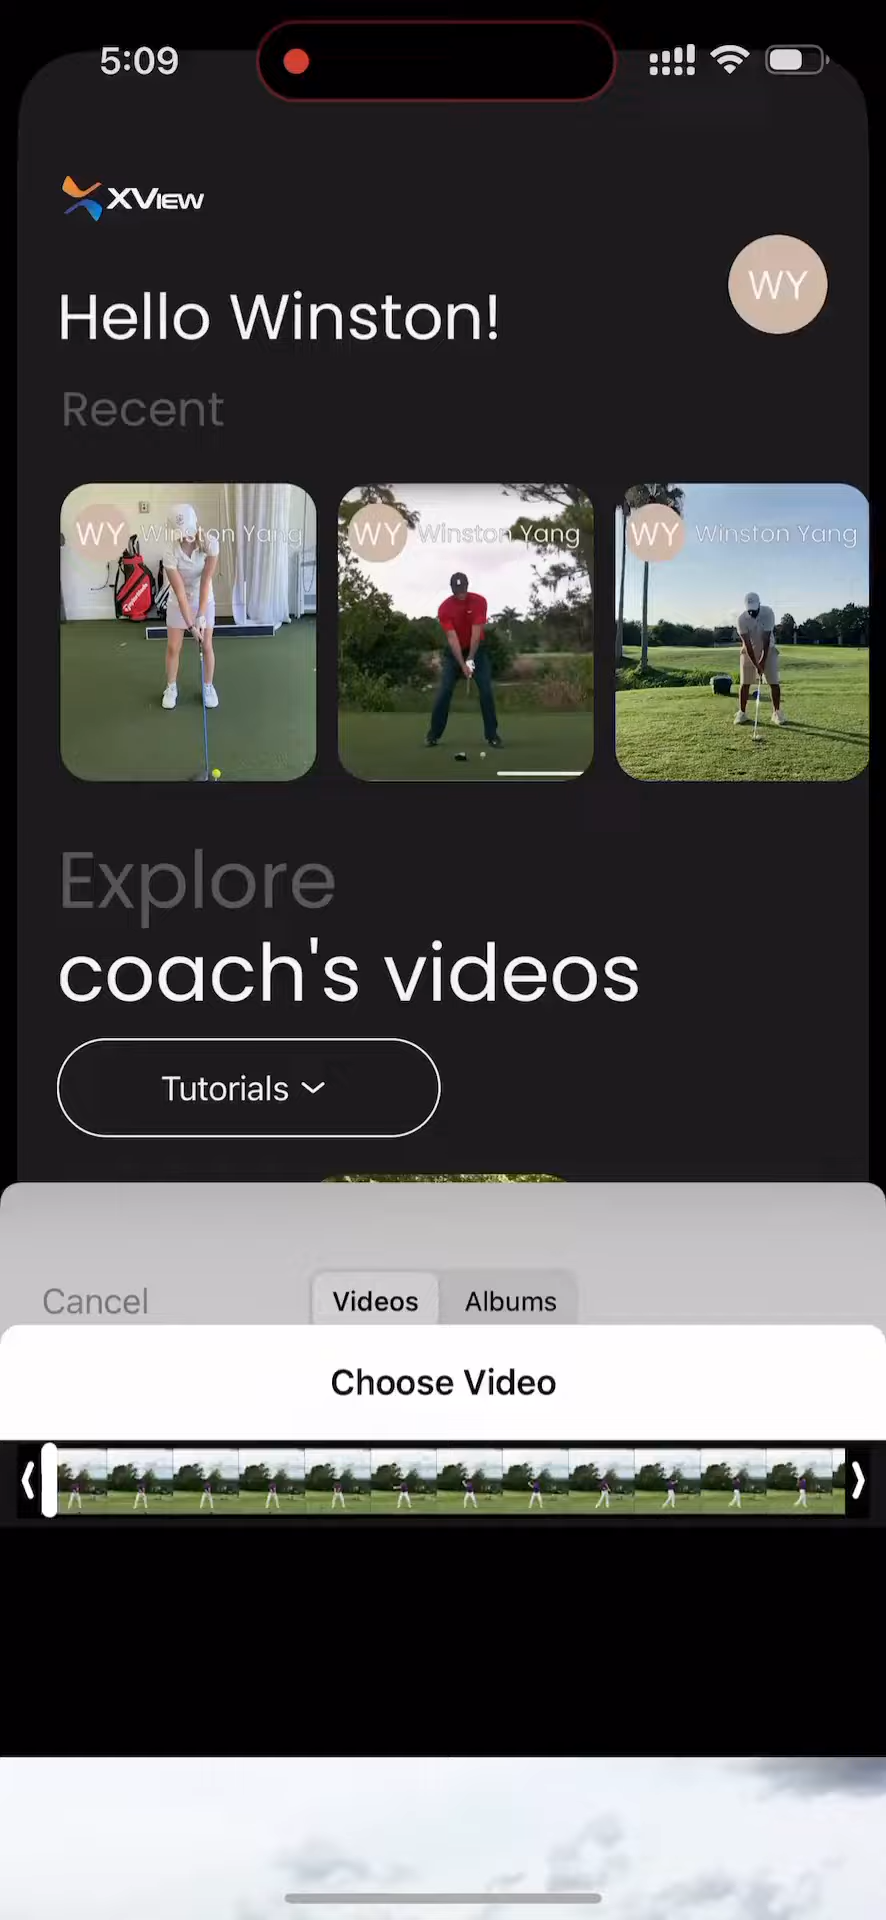 5:09
XVIEW
WY
Hello Winston!
Recent
WY Winston Yang
WY Winston Yang
WY Winston Yang
Explore
coach's videos
Tutorials
Cancel
Videos
Albums
Choose Video